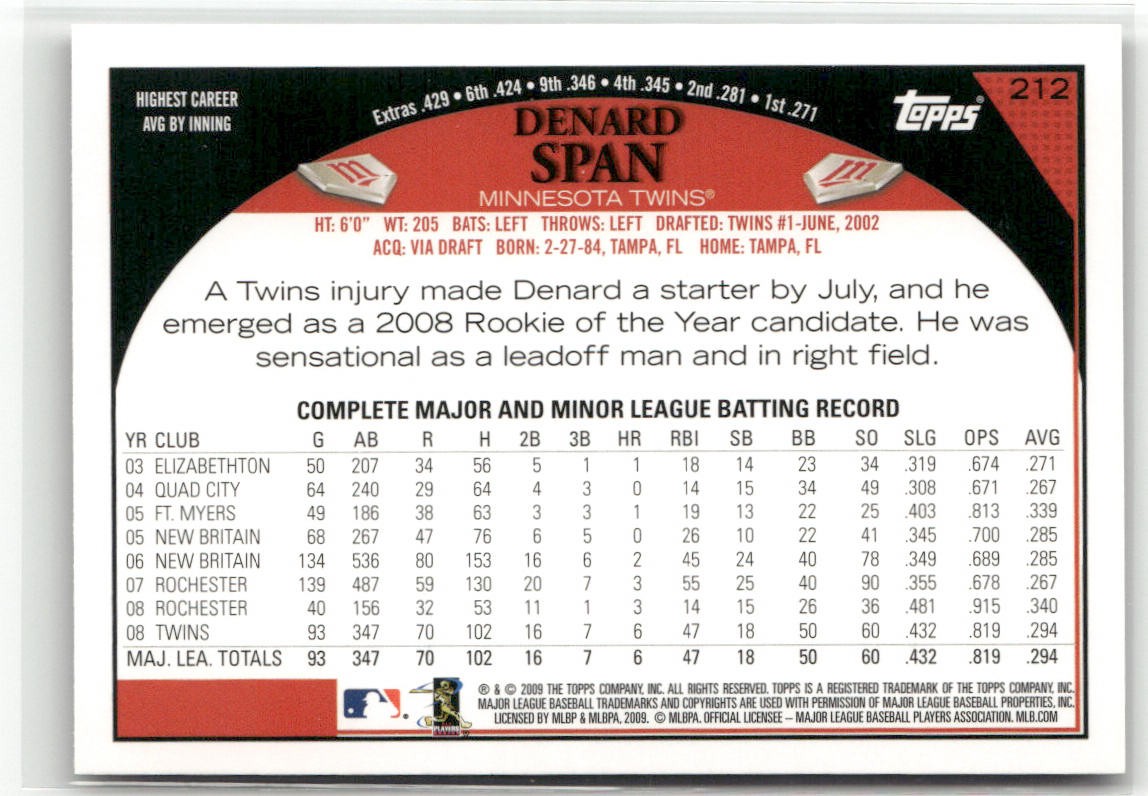 HIGHEST CAREER
AVG BY INNING
Extras .429 • 6th .424 • 9th .346 • 4th .345 • 2nd .281 • 1st .271
Topps®
212
DENARD
SPAN
MINNESOTA TWINS®
m
m
HT: 6'0" WT: 205 BATS: LEFT THROWS: LEFT DRAFTED: TWINS #1-JUNE, 2002
ACQ: VIA DRAFT BORN: 2-27-84, TAMPA, FL HOME: TAMPA, FL
A Twins injury made Denard a starter by July, and he
emerged as a 2008 Rookie of the Year candidate. He was
sensational as a leadoff man and in right field.
COMPLETE MAJOR AND MINOR LEAGUE BATTING RECORD
YR CLUB G AB R H 2B 3B HR RBI SB BB SO SLG OPS AVG
03 ELIZABETHTON 50 207 34 56 5 1 1 18 14 23 34 .319 .674 .271
04 QUAD CITY 64 240 29 64 4 3 0 14 15 34 49 .308 .671 .267
05 FT. MYERS 49 186 38 63 3 3 1 19 13 22 25 .403 .813 .339
05 NEW BRITAIN 68 267 47 76 6 5 0 26 10 22 41 .345 .700 .285
06 NEW BRITAIN 134 536 80 153 16 6 2 45 24 40 78 .349 .689 .285
07 ROCHESTER 139 487 59 130 20 7 3 55 25 40 90 .355 .678 .267
08 ROCHESTER 40 156 32 53 11 1 3 14 15 26 36 .481 .915 .340
08 TWINS 93 347 70 102 16 7 6 47 18 50 60 .432 .819 .294
MAJ. LEA. TOTALS 93 347 70 102 16 7 6 47 18 50 60 .432 .819 .294
® & © 2009 THE TOPPS COMPANY, INC. ALL RIGHTS RESERVED. TOPPS IS A REGISTERED TRADEMARK OF THE TOPPS COMPANY, INC.
MAJOR LEAGUE BASEBALL TRADEMARKS AND COPYRIGHTS ARE USED WITH PERMISSION OF MAJOR LEAGUE BASEBALL PROPERTIES, INC.
LICENSED BY MLBP & MLBPA, 2009. © MLBPA. OFFICIAL LICENSEE – MAJOR LEAGUE BASEBALL PLAYERS ASSOCIATION. MLB.COM
PLAYERS